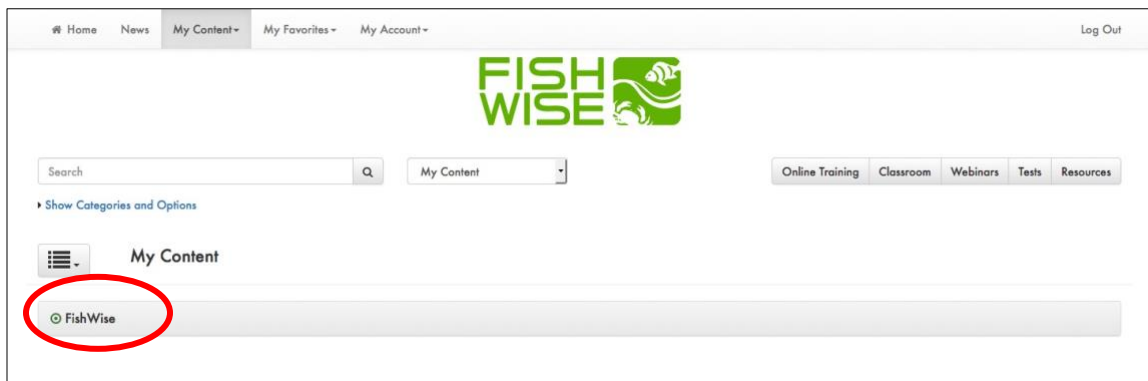 Home News My Content My Favorites My Account Log Out
FISH
WISE
Search My Content Online Training Classroom Webinars Tests Resources
Show Categories and Options
My Content
FishWise